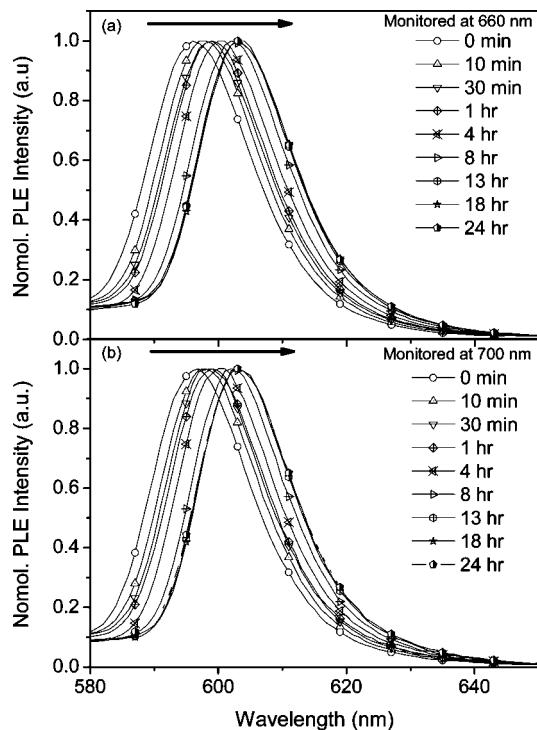 (a)
Monitored at 660 nm
0 min
10 min
30 min
1 hr
4 hr
8 hr
13 hr
18 hr
24 hr
Nomol. PLE Intensity (a.u)
1.0
0.8
0.6
0.4
0.2
0.0
(b)
Monitored at 700 nm
0 min
10 min
30 min
1 hr
4 hr
8 hr
13 hr
18 hr
24 hr
Nomol. PLE Intensity (a.u.)
1.0
0.8
0.6
0.4
0.2
0.0
580 600 620 640
Wavelength (nm)